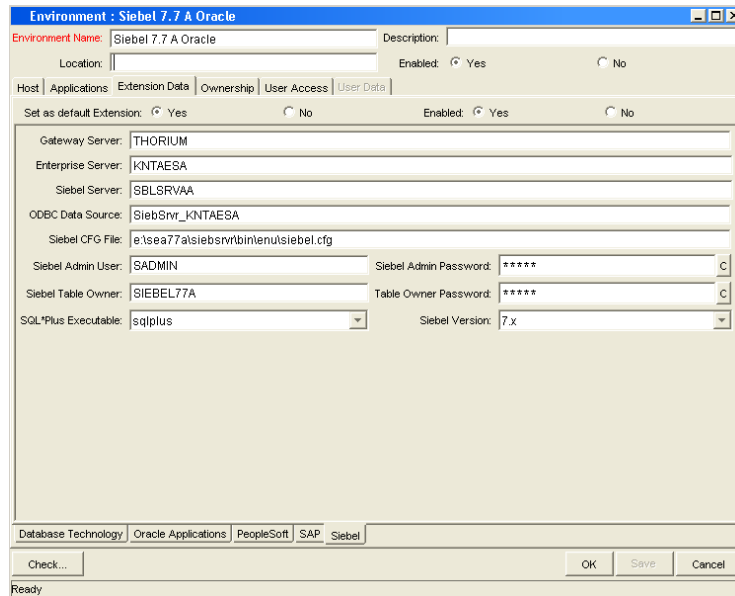 Environment : Siebel 7.7 A Oracle
Environment Name: Siebel 7.7 A Oracle Description:
Location: Enabled: Yes No
Host Applications Extension Data Ownership User Access User Data
Set as default Extension: Yes No Enabled: Yes No
Gateway Server: THORIUM
Enterprise Server: KNTAESA
Siebel Server: SBLSRVAA
ODBC Data Source: SiebSrvr_KNTAESA
Siebel CFG File: e:\sea77a\siebsrvr\bin\enu\siebel.cfg
Siebel Admin User: SADMIN Siebel Admin Password: ***** C
Siebel Table Owner: SIEBEL77A Table Owner Password: ***** C
SQL*Plus Executable: sqlplus Siebel Version: 7.x
Database Technology Oracle Applications PeopleSoft SAP Siebel
Check... OK Save Cancel
Ready